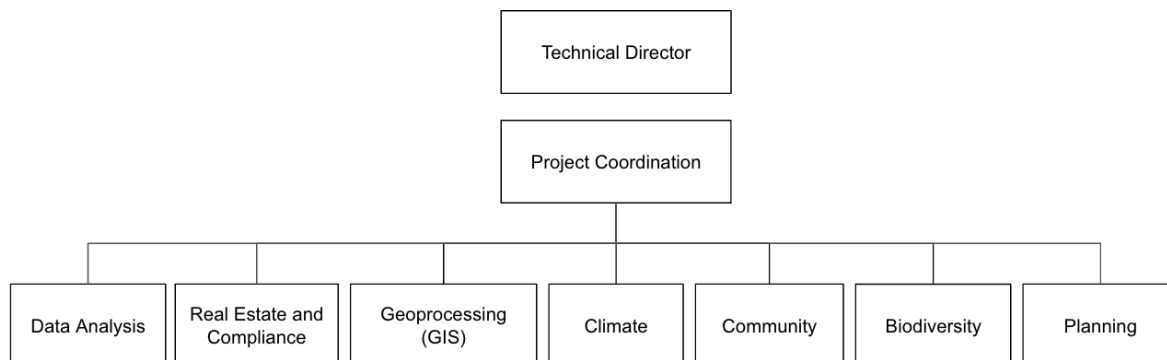 Technical Director
Project Coordination
Data Analysis
Real Estate and
Compliance
Geoprocessing
(GIS)
Climate
Community
Biodiversity
Planning